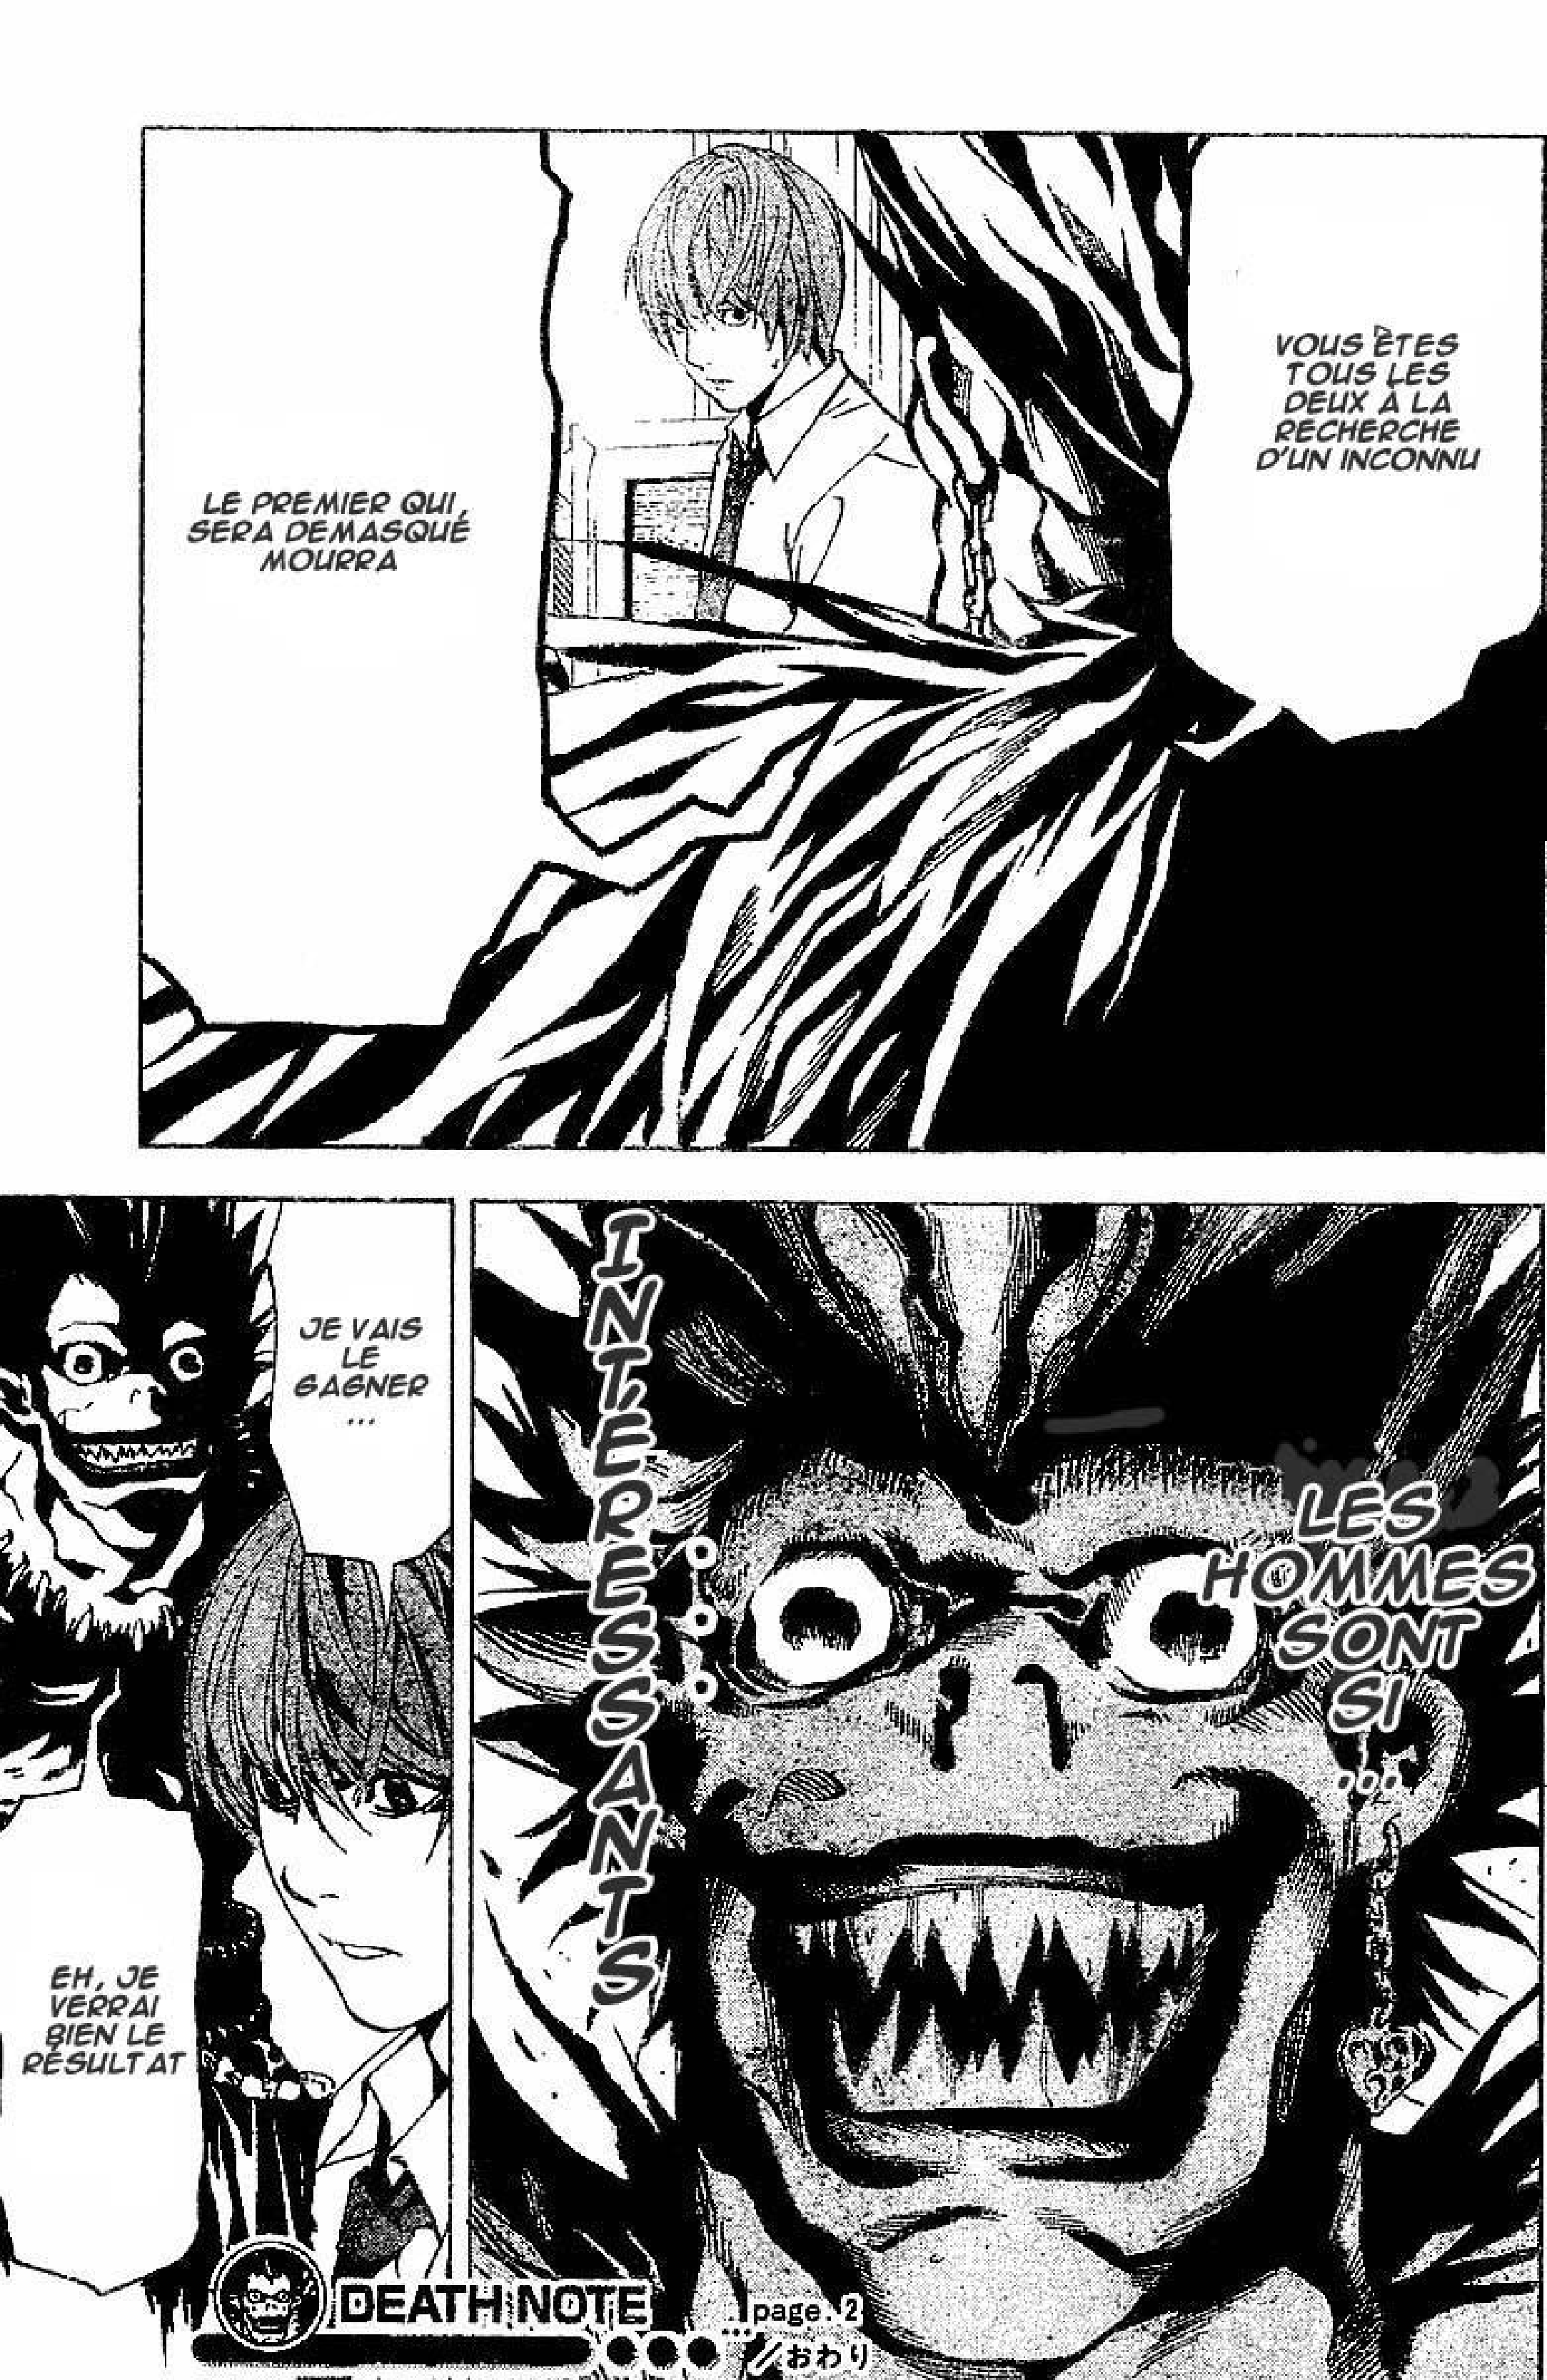 VOUS ÊTES
TOUS LES
DEUX À LA
RECHERCHE
D'UN INCONNU
LE PREMIER QUI
SERA DEMASQUÉ
MOURRA
LES
HOMMES
SONT
SI
...
INTERESSANTS
JE VAIS
LE
GAGNER
...
EH, JE
VERRAI
BIEN LE
RÉSULTAT
DEATH NOTE
...page.2
おわり